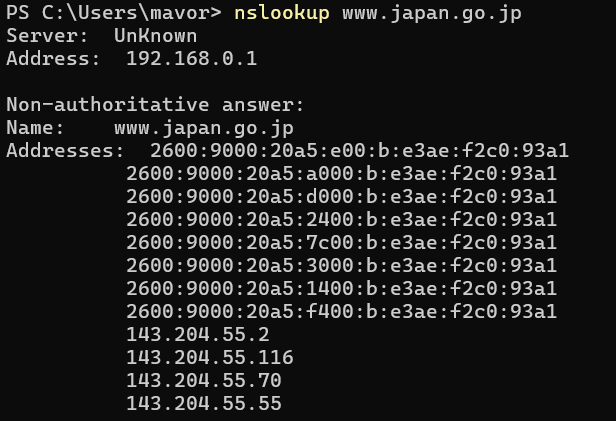 PS C:\Users\mavor> nslookup www.japan.go.jp
Server:  UnKnown
Address:  192.168.0.1

Non-authoritative answer:
Name:    www.japan.go.jp
Addresses:  2600:9000:20a5:e00:b:e3ae:f2c0:93a1
          2600:9000:20a5:a000:b:e3ae:f2c0:93a1
          2600:9000:20a5:d000:b:e3ae:f2c0:93a1
          2600:9000:20a5:2400:b:e3ae:f2c0:93a1
          2600:9000:20a5:7c00:b:e3ae:f2c0:93a1
          2600:9000:20a5:3000:b:e3ae:f2c0:93a1
          2600:9000:20a5:1400:b:e3ae:f2c0:93a1
          2600:9000:20a5:f400:b:e3ae:f2c0:93a1
          143.204.55.2
          143.204.55.116
          143.204.55.70
          143.204.55.55